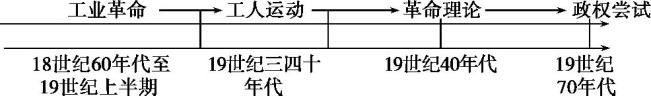 工业革命 工人运动 革命理论 政权尝试
18世纪60年代至 19世纪三四十 19世纪40年代 19世纪
19世纪上半期 年代 70年代